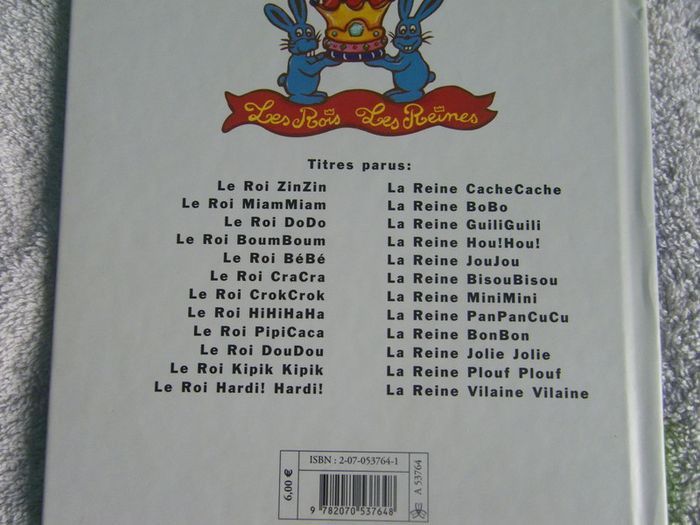 Les Rois Les Reines
Titres parus:
Le Roi ZinZin
Le Roi MiamMiam
Le Roi DoDo
Le Roi BoumBoum
Le Roi BéBé
Le Roi CraCra
Le Roi CrokCrok
Le Roi HiHiHaHa
Le Roi PipiCaca
Le Roi DouDou
Le Roi Kipik Kipik
Le Roi Hardi! Hardi!
La Reine CacheCache
La Reine BoBo
La Reine GuiliGuili
La Reine Hou!Hou!
La Reine JouJou
La Reine BisouBisou
La Reine MiniMini
La Reine PanPanCuCu
La Reine BonBon
La Reine Jolie Jolie
La Reine Plouf Plouf
La Reine Vilaine Vilaine
6.00 €
ISBN : 2-07-053764-1
9 782070 537648
A 53764